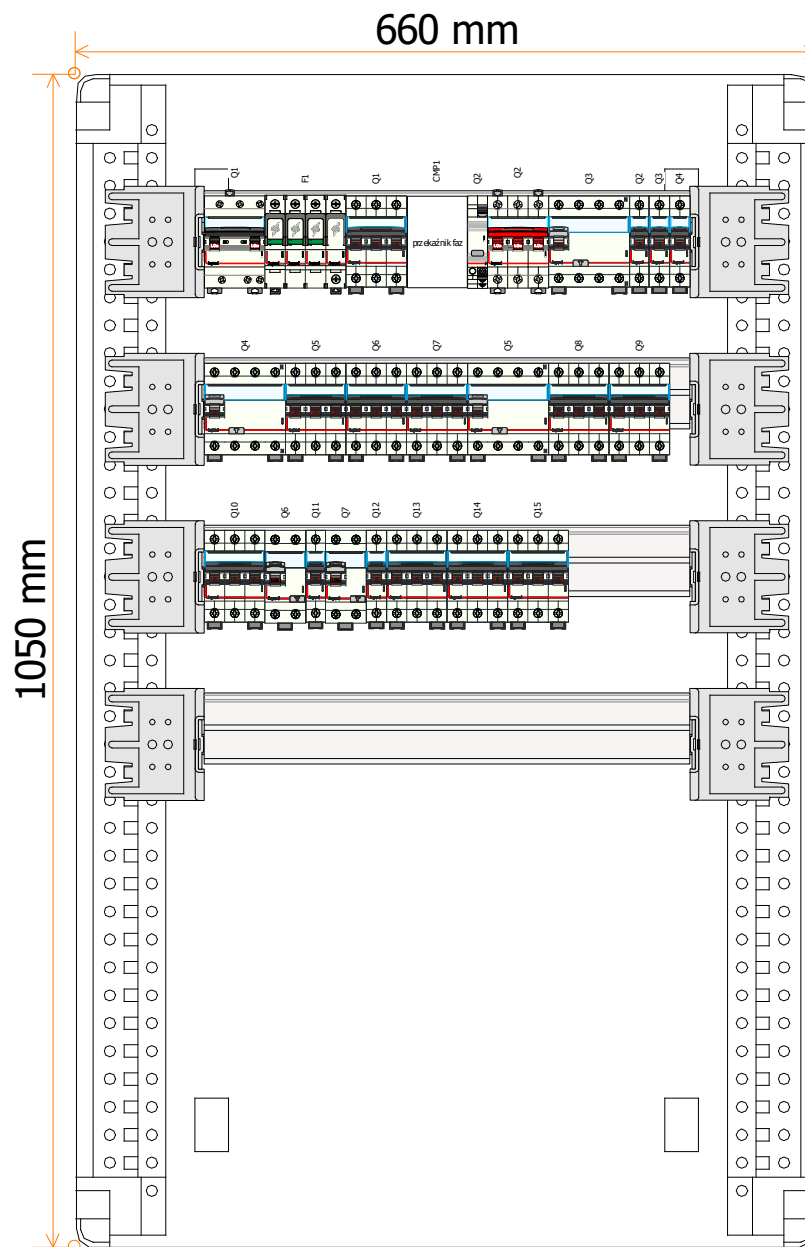 660 mm
1050 mm
Q1 F1 Q1 CMP1 Q2 Q2 Q3 Q2 Q3 Q4
przekaźnik faz
Q4 Q5 Q6 Q7 Q5 Q8 Q9
Q10 Q6 Q11 Q7 Q12 Q13 Q14 Q15